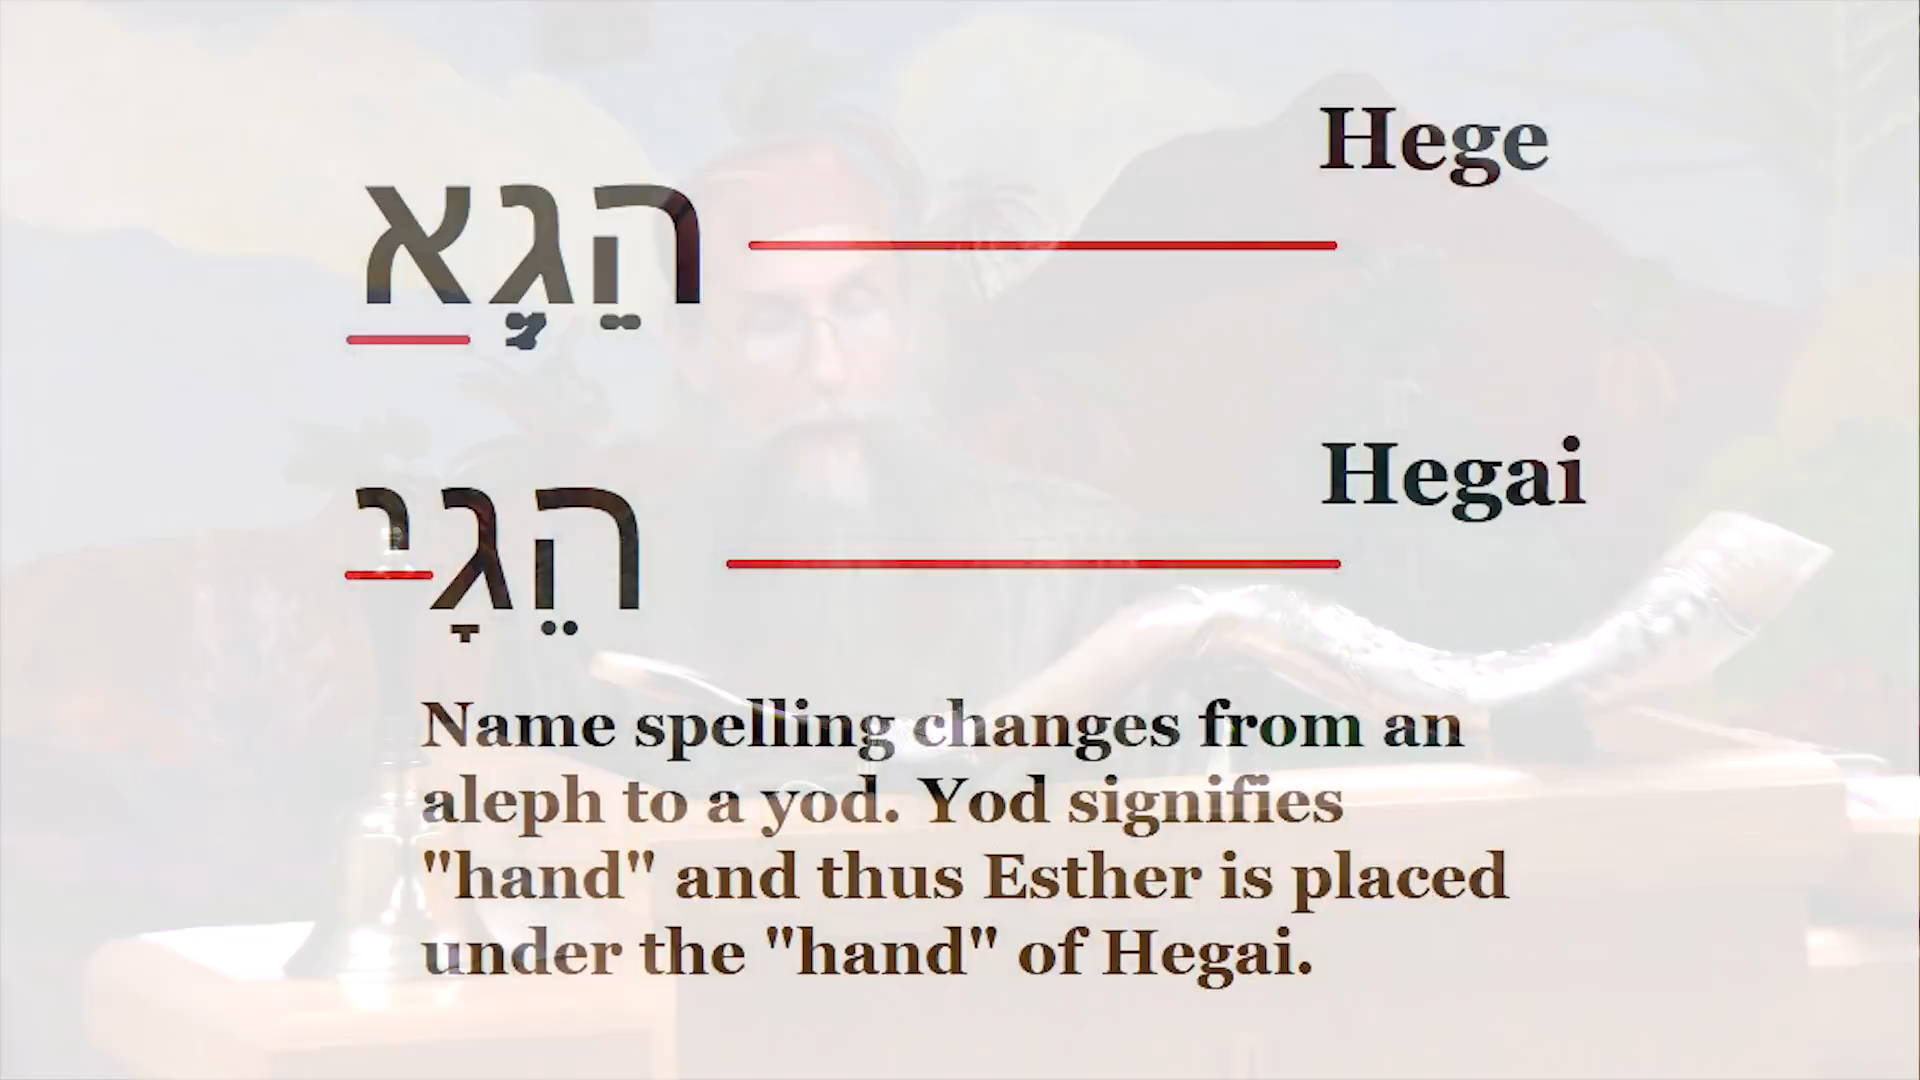 Hege
הֵגֶא
Hegai
הֵגָי
Name spelling changes from an
aleph to a yod. Yod signifies
"hand" and thus Esther is placed
under the "hand" of Hegai.